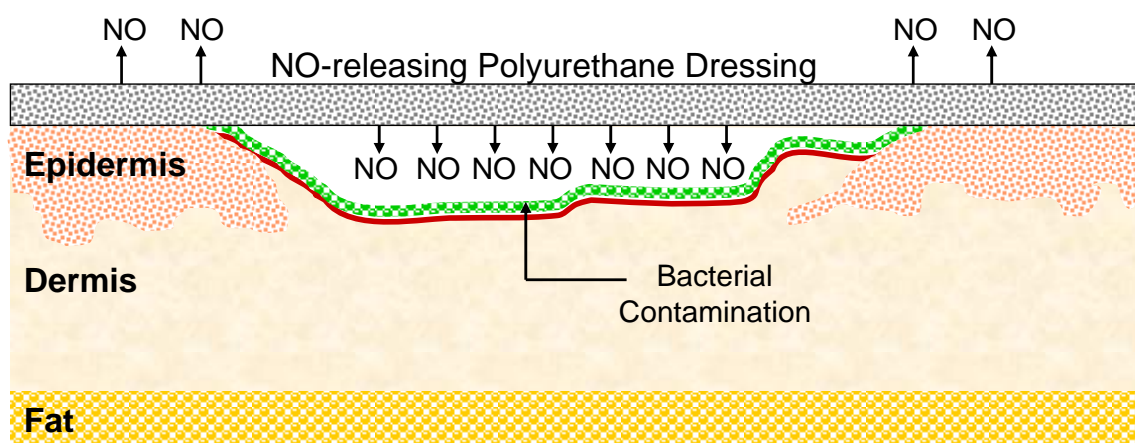 NO NO NO NO
NO-releasing Polyurethane Dressing
Epidermis
NO NO NO NO NO NO NO
Dermis
Bacterial
Contamination
Fat